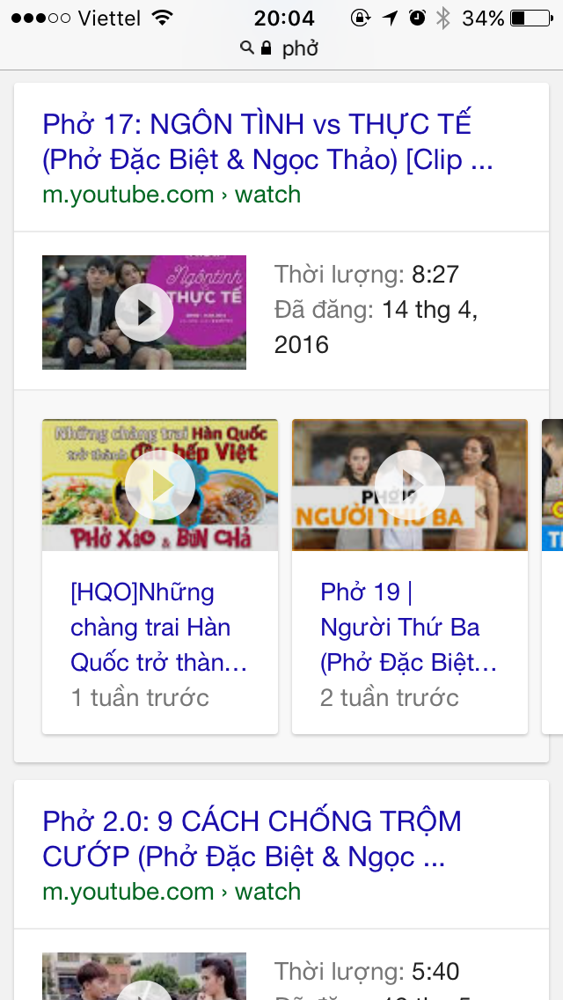 Viettel 20:04 34%
phở
Phở 17: NGÔN TÌNH vs THỰC TẾ
(Phở Đặc Biệt & Ngọc Thảo) [Clip ...
m.youtube.com › watch
Ngôn tình
THỰC TẾ
Thời lượng: 8:27
Đã đăng: 14 thg 4,
2016
Những chàng trai Hàn Quốc
trở thành đầu bếp Việt
PHỞ XÀO & BÚN CHẢ
[HQO]Những
chàng trai Hàn
Quốc trở thàn...
1 tuần trước
PHỞ 19
NGƯỜI THỨ BA
Phở 19 |
Người Thứ Ba
(Phở Đặc Biệt...
2 tuần trước
Phở 2.0: 9 CÁCH CHỐNG TRỘM
CƯỚP (Phở Đặc Biệt & Ngọc ...
m.youtube.com › watch
Thời lượng: 5:40